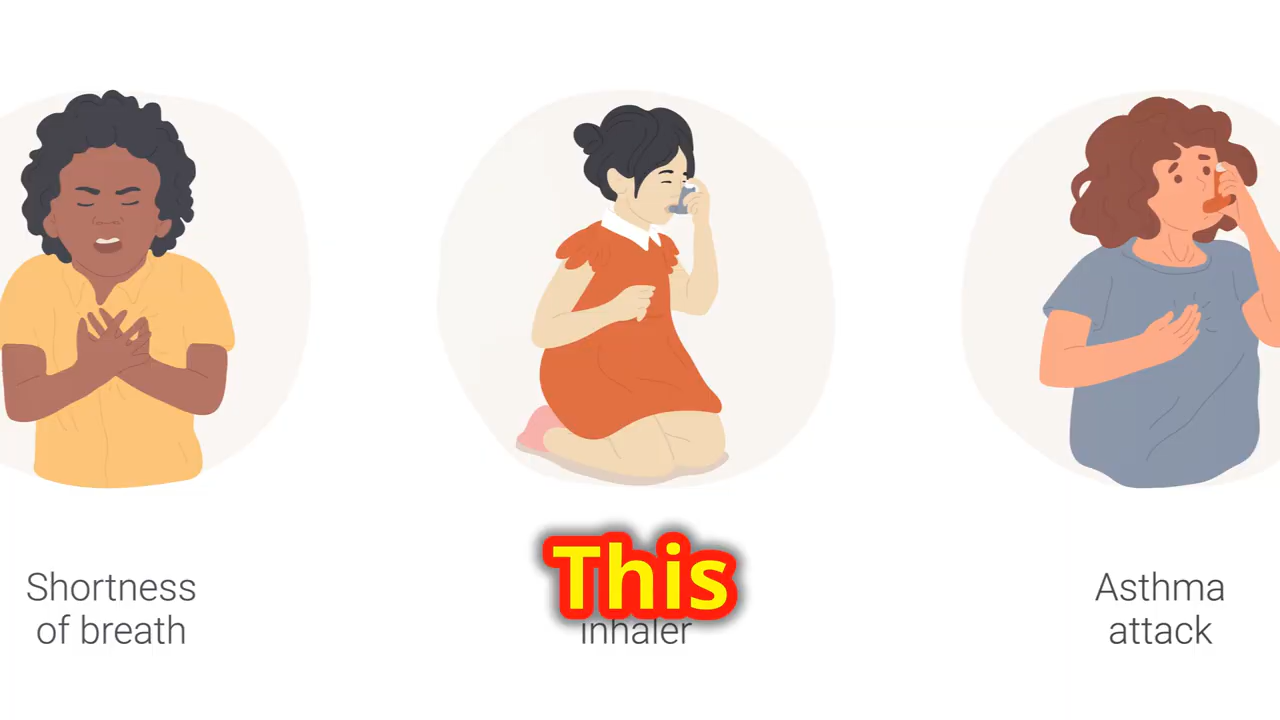 Shortness
of breath
This
inhaler
Asthma
attack